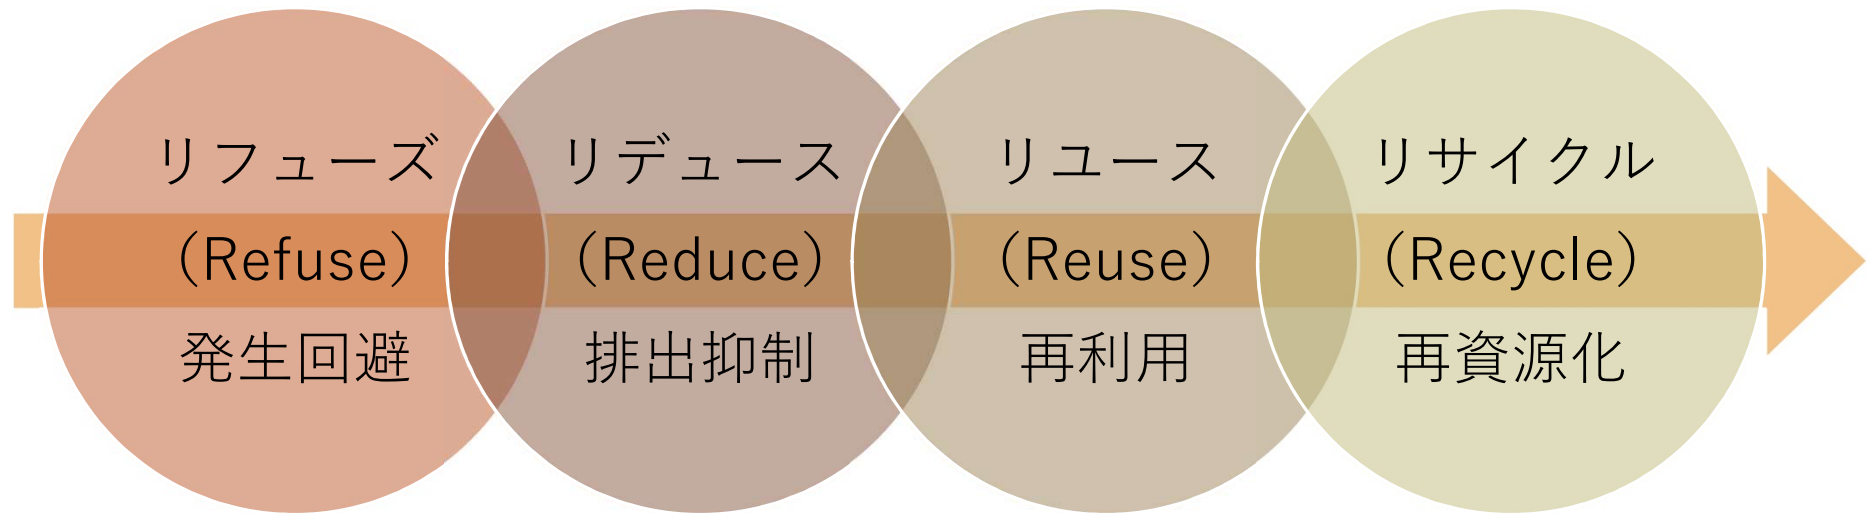 リフューズ
（Refuse）
発生回避
リデュース
（Reduce）
排出抑制
リユース
（Reuse）
再利用
リサイクル
（Recycle）
再資源化